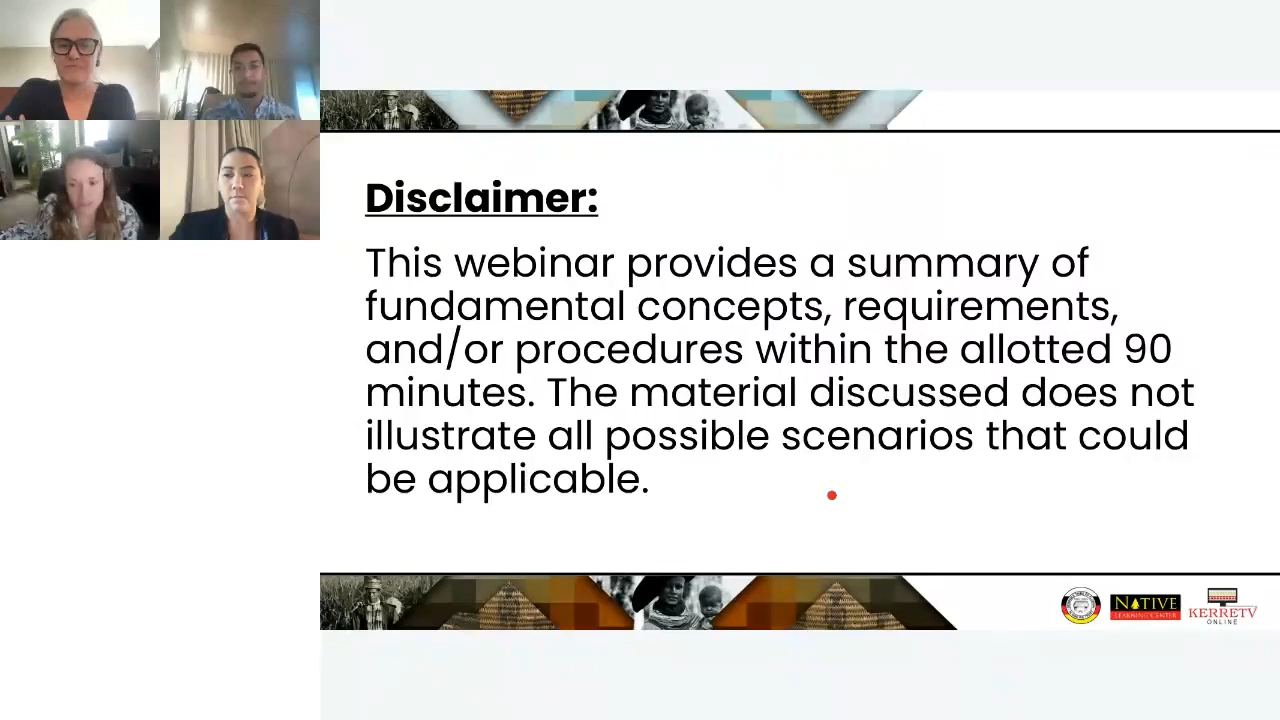 Disclaimer:
This webinar provides a summary of
fundamental concepts, requirements,
and/or procedures within the allotted 90
minutes. The material discussed does not
illustrate all possible scenarios that could
be applicable.
NATIVE
LEARNING CENTER
KERRETV
ONLINE